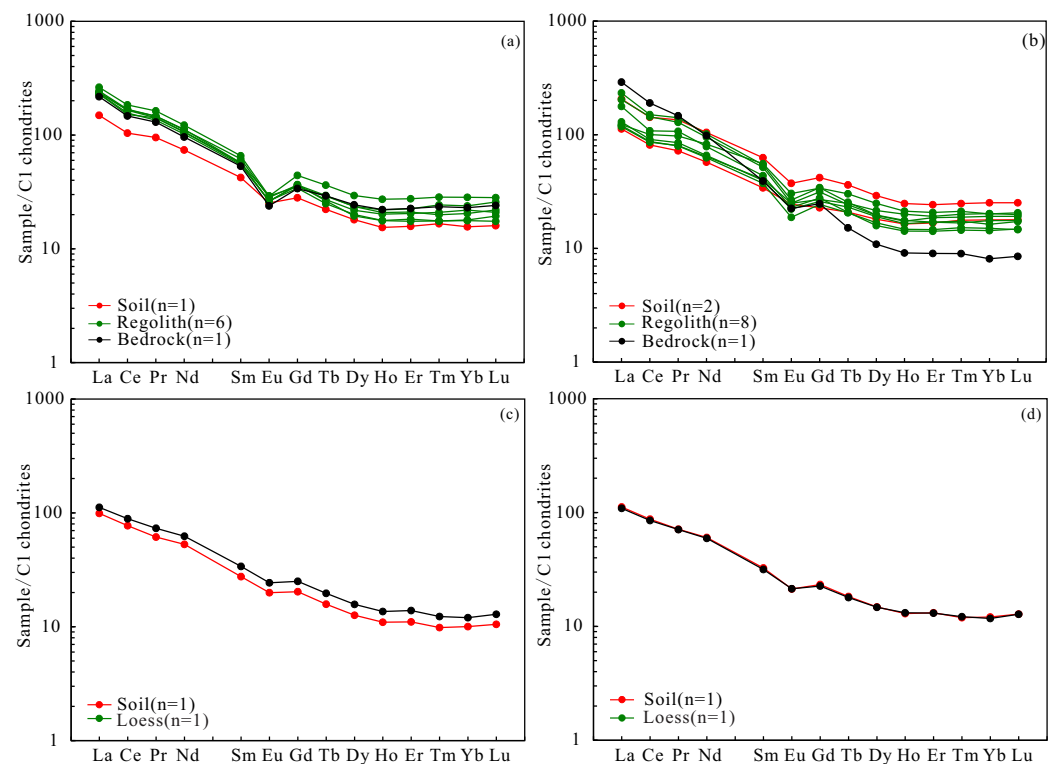 1000
100
10
1
Sample/C1 chondrites
(a)
Soil(n=1)
Regolith(n=6)
Bedrock(n=1)
La Ce Pr Nd Sm Eu Gd Tb Dy Ho Er Tm Yb Lu
1000
100
10
1
Sample/C1 chondrites
(b)
Soil(n=2)
Regolith(n=8)
Bedrock(n=1)
La Ce Pr Nd Sm Eu Gd Tb Dy Ho Er Tm Yb Lu
1000
100
10
1
Sample/C1 chondrites
(c)
Soil(n=1)
Loess(n=1)
La Ce Pr Nd Sm Eu Gd Tb Dy Ho Er Tm Yb Lu
1000
100
10
1
Sample/C1 chondrites
(d)
Soil(n=1)
Loess(n=1)
La Ce Pr Nd Sm Eu Gd Tb Dy Ho Er Tm Yb Lu